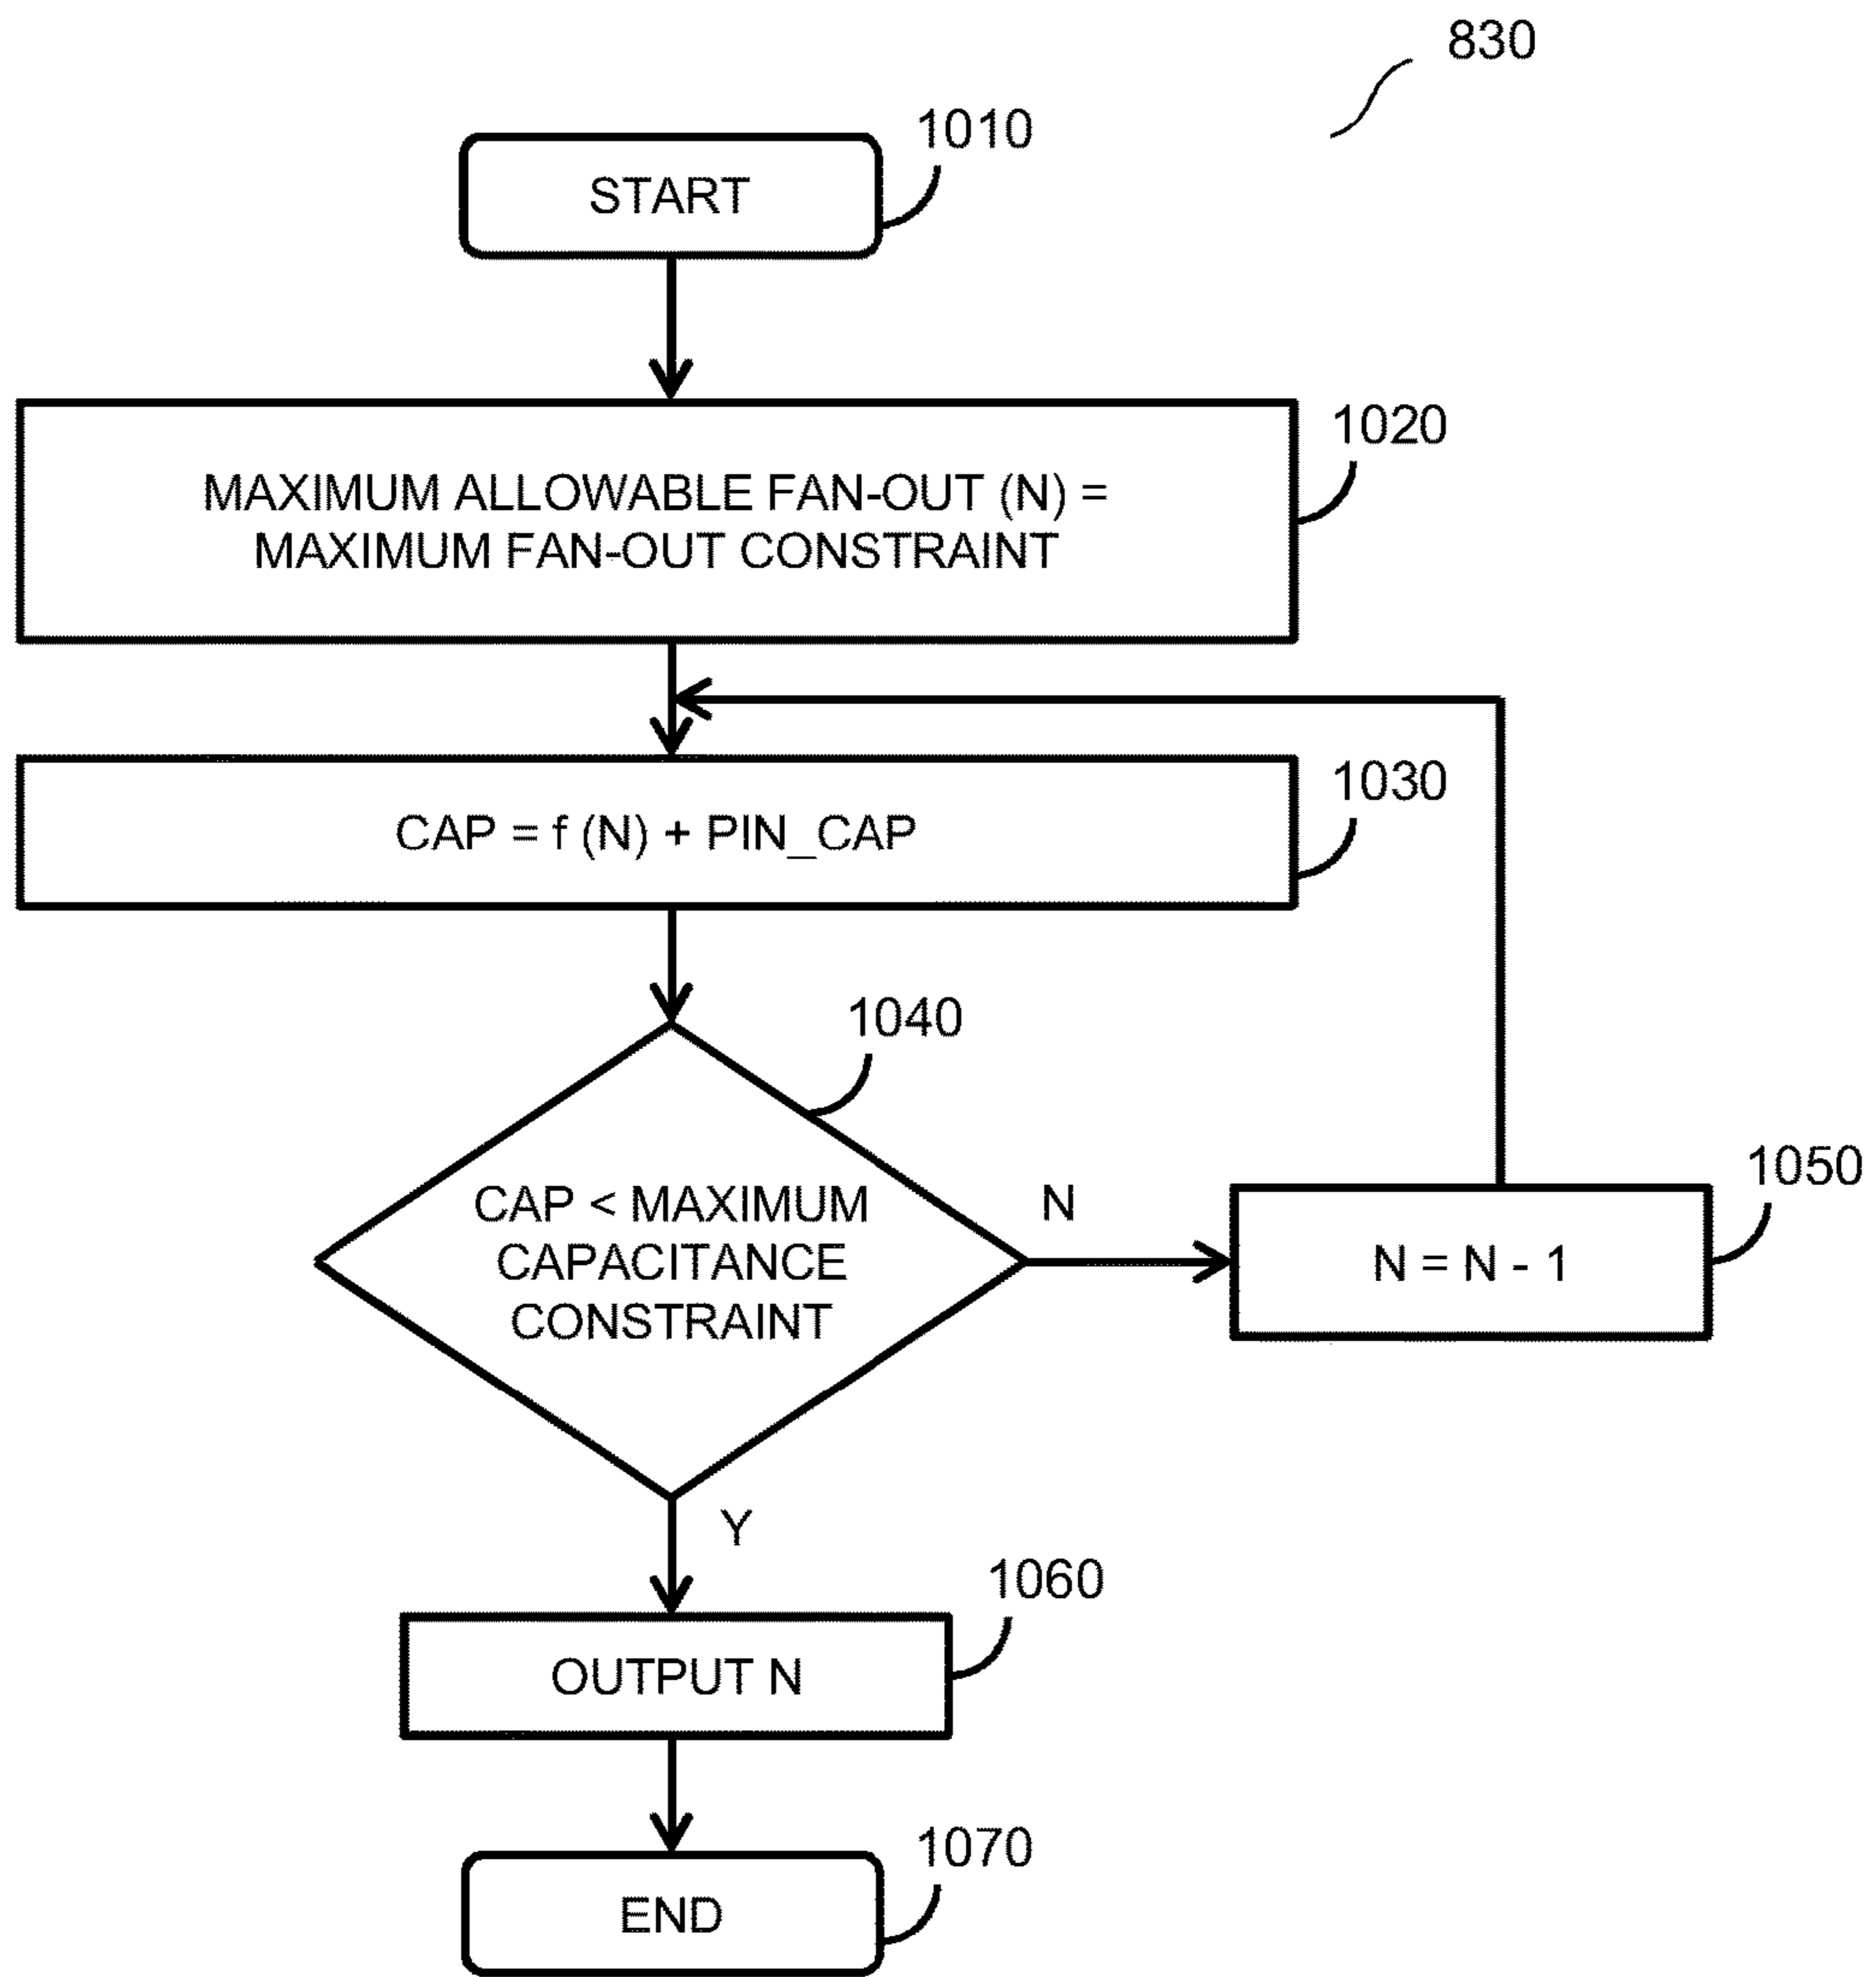 830
1010
START
1020
MAXIMUM ALLOWABLE FAN-OUT (N) =
MAXIMUM FAN-OUT CONSTRAINT
1030
CAP = f (N) + PIN_CAP
1040
CAP < MAXIMUM
CAPACITANCE
CONSTRAINT
N
1050
N = N - 1
Y
1060
OUTPUT N
1070
END